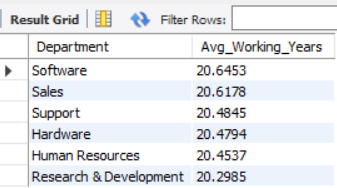 Result Grid Filter Rows:
Department Avg_Working_Years
Software 20.6453
Sales 20.6178
Support 20.4845
Hardware 20.4794
Human Resources 20.4537
Research & Development 20.2985